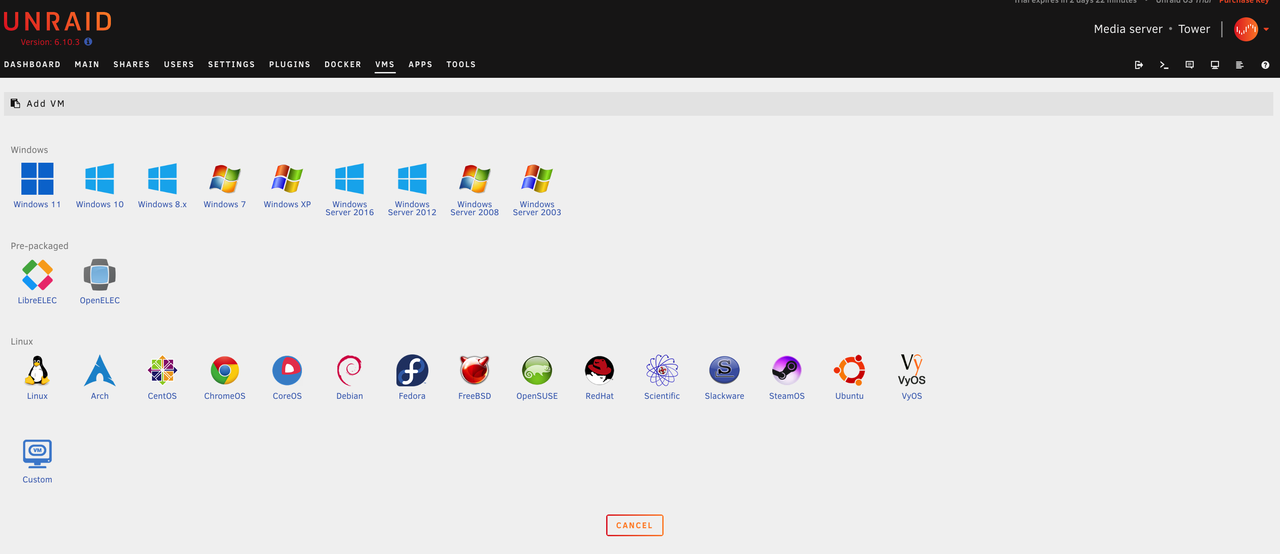 Trial expires in 2 days 22 minutes • Unraid OS Trial Purchase Key
UNRAID
Version: 6.10.3
Media server • Tower
DASHBOARD MAIN SHARES USERS SETTINGS PLUGINS DOCKER VMS APPS TOOLS
Add VM
Windows
Windows 11 Windows 10 Windows 8.x Windows 7 Windows XP Windows Server 2016 Windows Server 2012 Windows Server 2008 Windows Server 2003
Pre-packaged
LibreELEC OpenELEC
Linux
Vy
VyOS
Linux Arch CentOS ChromeOS CoreOS Debian Fedora FreeBSD OpenSUSE RedHat Scientific Slackware SteamOS Ubuntu VyOS
VM
Custom
CANCEL